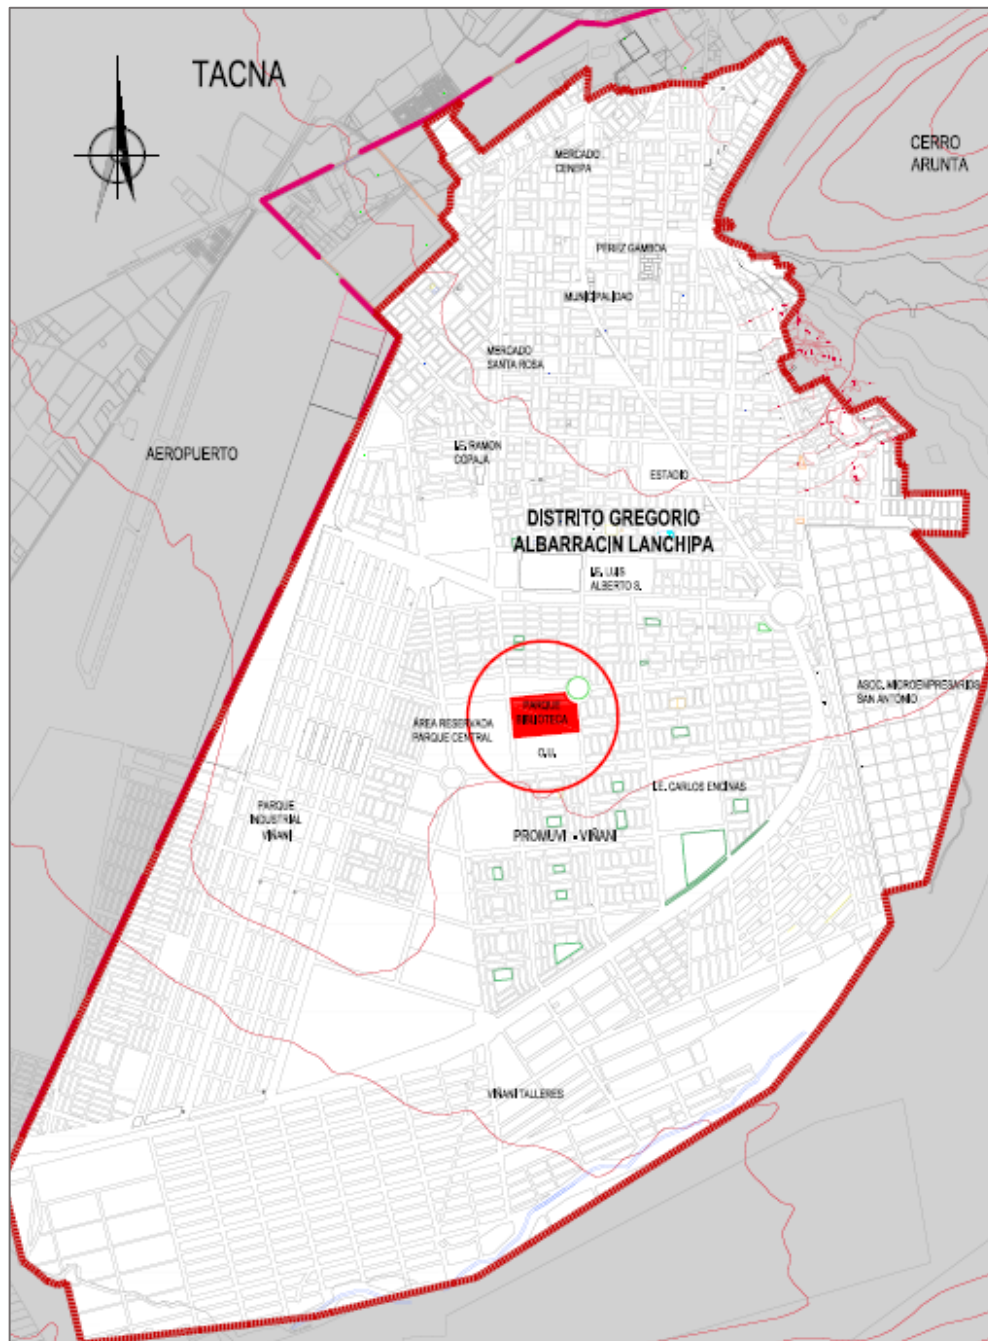 TACNA
CERRO
ARUNTA
MERCADO
CENEPA
PEREZ GAMBOA
MUNICIPALIDAD
MERCADO
SANTA ROSA
AEROPUERTO
I.E. RAMON
COPAJA
ESTADIO
DISTRITO GREGORIO
ALBARRACIN LANCHIPA
I.E. LUIS
ALBERTO S.
ASOC. MICROEMPRESARIOS
SAN ANTONIO
PARQUE
BIBLIOTECA
ÁREA RESERVADA
PARQUE CENTRAL
O.U.
I.E. CARLOS ENCINAS
PARQUE
INDUSTRIAL
VIÑANI
PROMUVI - VIÑANI
VIÑANI TALLERES